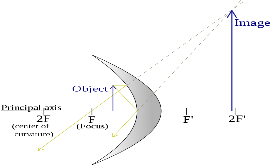 Image
Object
Principal axis
2F
F
F'
2F'
(center of
curvature)
(Focus)